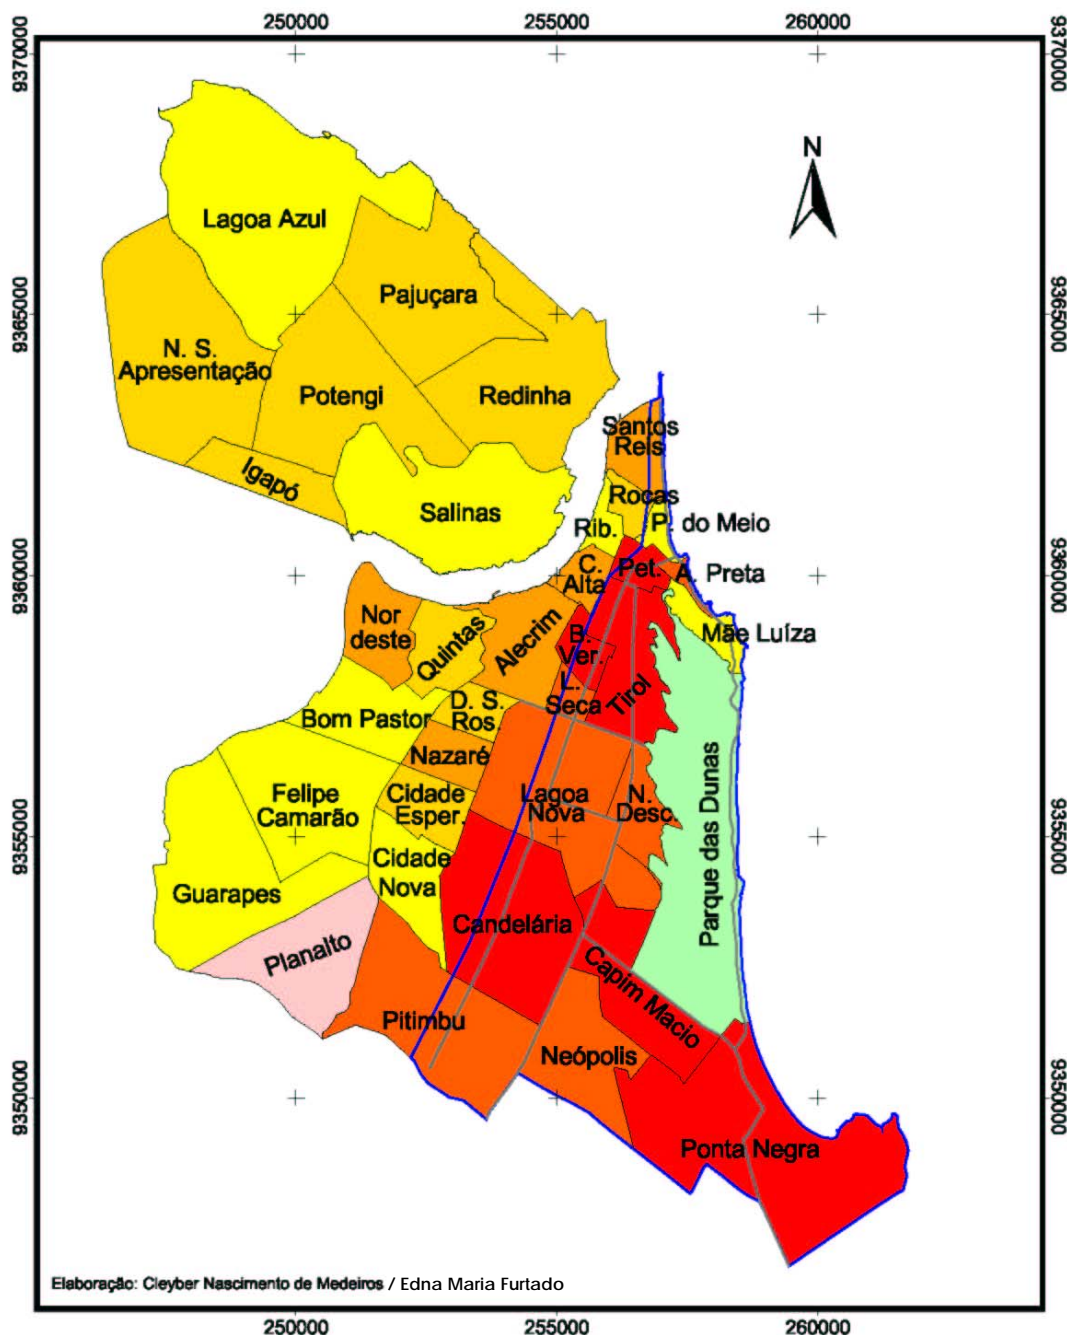 250000 255000 260000
9370000 9370000
N
Lagoa Azul
Pajuçara
9365000 9365000
N. S.
Apresentação
Potengi
Redinha
Santos
Reis
Igapó
Rocas
Salinas
Rib.
P. do Meio
9360000 9360000
C.
Alta
Pet.
A. Preta
Nor
deste
Quintas
Alecrim
B.
Ver.
Mãe Luíza
L.
Seca
Tirol
Bom Pastor
D. S.
Ros.
Nazaré
Parque das Dunas
Felipe
Camarão
Cidade
Esper.
Lagoa
Nova
N.
Desc.
9355000 9355000
Cidade
Nova
Guarapes
Candelária
Planalto
Capim Macio
Pitimbu
Neópolis
9350000 9350000
Ponta Negra
Elaboração: Cleyber Nascimento de Medeiros / Edna Maria Furtado
250000 255000 260000